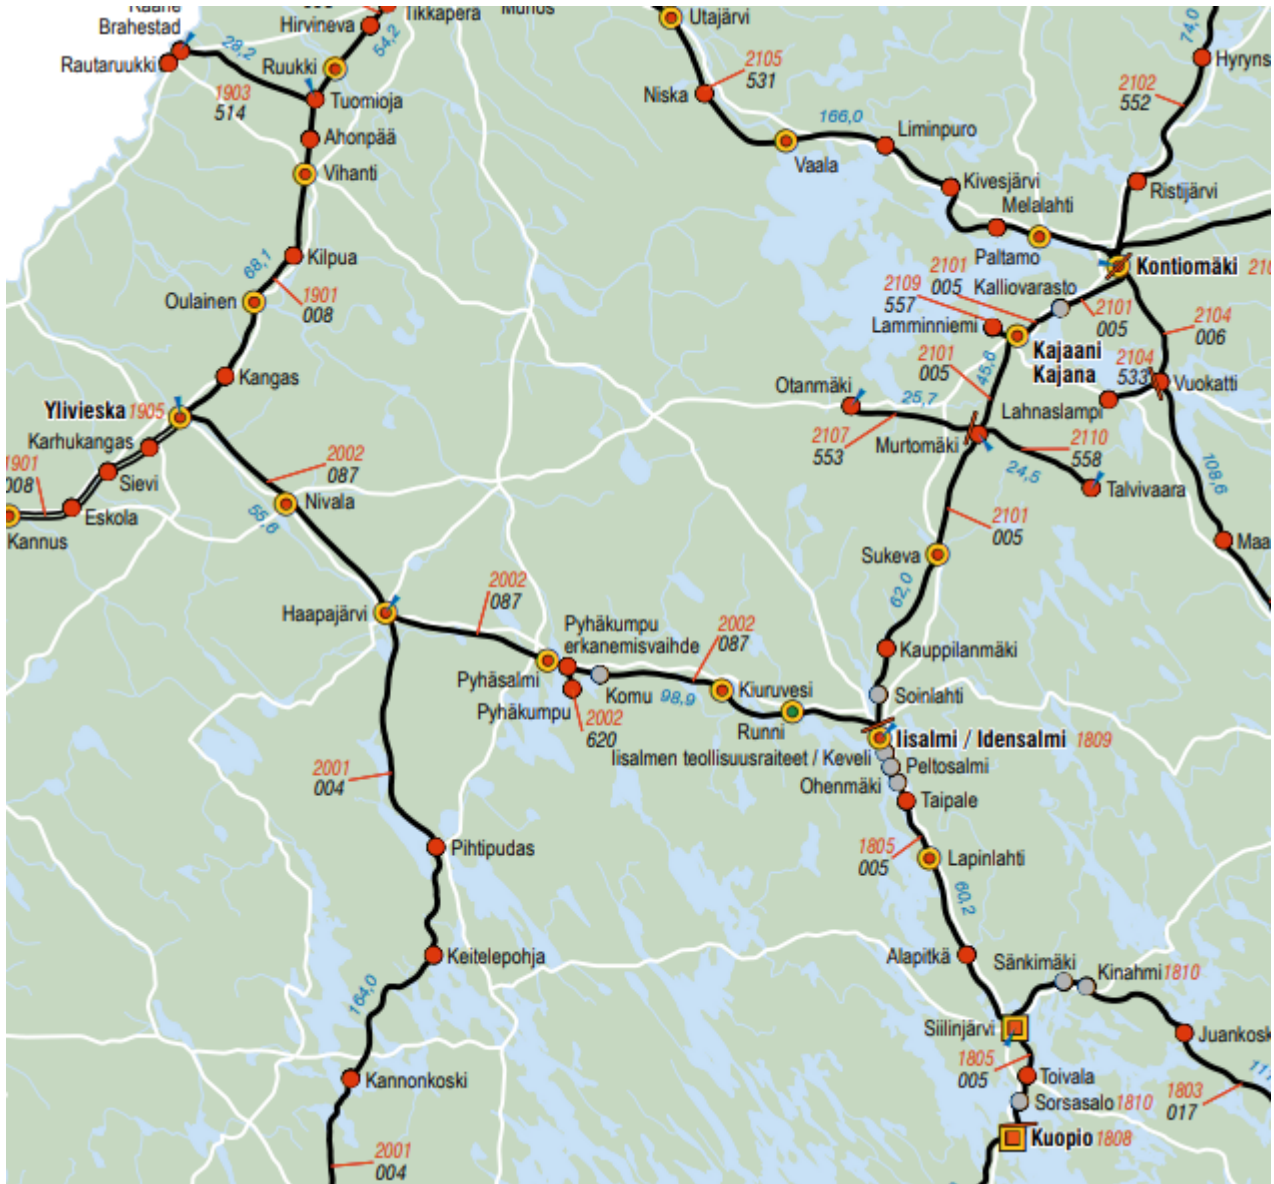 Raahe
Brahestad
Rautaruukki
28,2
1903
514
Hirvineva
Tikkaperä
54,2
Ruukki
Tuomioja
Ahonpää
Vihanti
Kilpua
68,1
Oulainen
1901
008
Kangas
Ylivieska 1905
Karhukangas
Sievi
1901
008
Eskola
Kannus
2002
087
Nivala
55,6
Haapajärvi
2002
087
Pyhäkumpu
erkanemisvaihde
Pyhäsalmi
Komu
Pyhäkumpu
2002
620
98,9
2002
087
Kiuruvesi
Runni
2001
004
Pihtipudas
Keitelepohja
164,0
Kannonkoski
2001
004
Utajärvi
Niska
2105
531
166,0
Vaala
Liminpuro
Kivesjärvi
Melalahti
Paltamo
74,0
Hyryns
2102
552
Ristijärvi
Kontiomäki
2101
005
Kalliovarasto
2109
557
Lamminniemi
2101
005
Kajaani
Kajana
2104
006
2104
533
Vuokatti
Lahnaslampi
2101
005
45,6
Otanmäki
25,7
2107
553
Murtomäki
2110
558
24,5
Talvivaara
108,6
Maa
2101
005
Sukeva
62,0
Kauppilanmäki
Soinlahti
Iisalmi / Idensalmi 1809
Iisalmen teollisuusraiteet / Keveli
Peltosalmi
Ohenmäki
Taipale
1805
005
Lapinlahti
60,2
Alapitkä
Sänkimäki
Kinahmi 1810
Siilinjärvi
Juankosk
1805
005
Toivala
Sorsasalo 1810
1803
017
117
Kuopio 1808